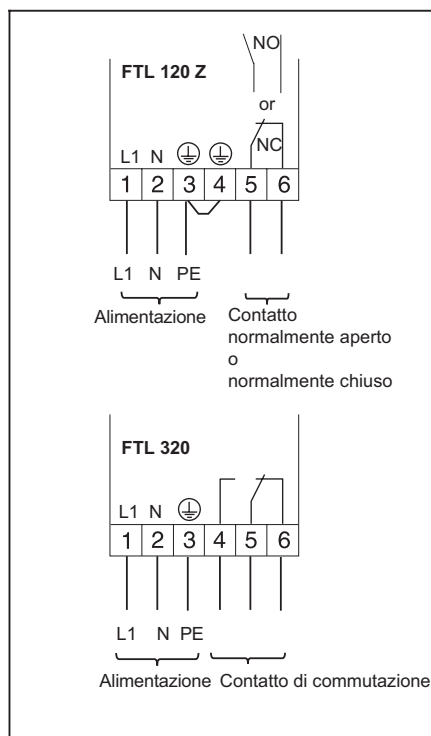 NO
FTL 120 Z
or
NC
L1 N
1 2 3 4 5 6
L1 N PE
Alimentazione
Contatto
normalmente aperto
o
normalmente chiuso
FTL 320
L1 N
1 2 3 4 5 6
L1 N PE
Alimentazione Contatto di commutazione